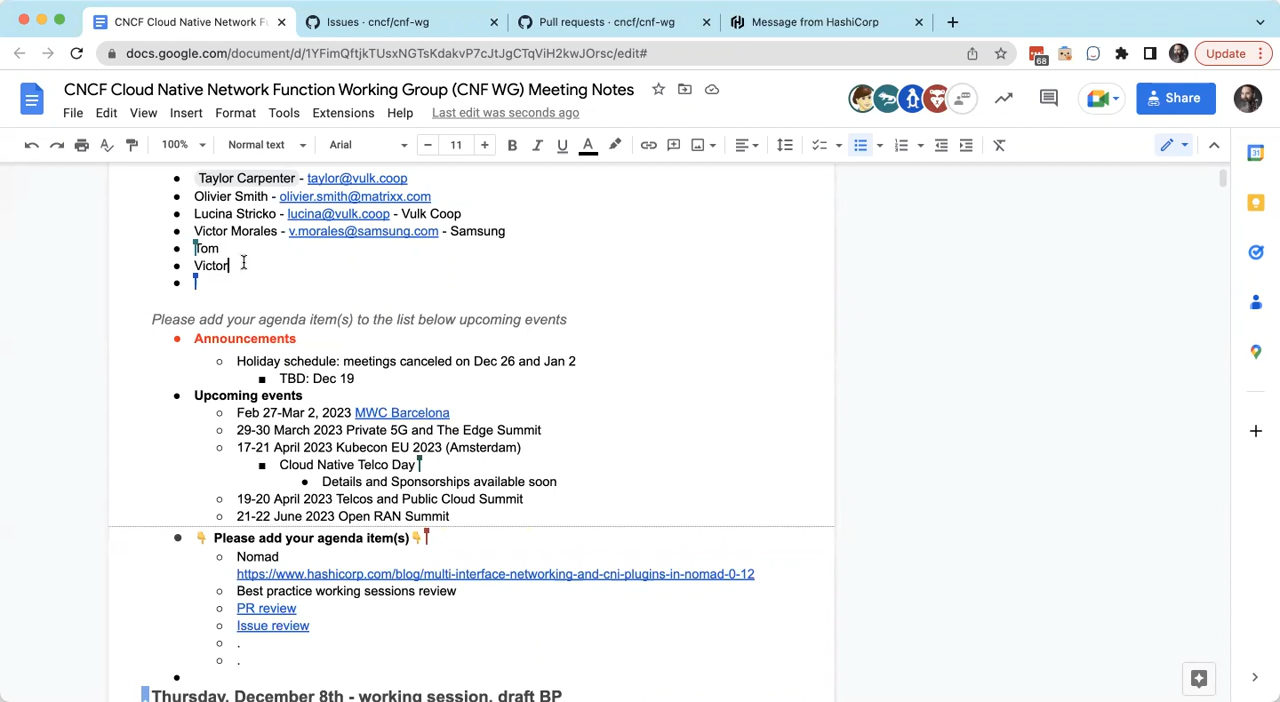 CNCF Cloud Native Network Fu
Issues · cncf/cnf-wg
Pull requests · cncf/cnf-wg
Message from HashiCorp
docs.google.com/document/d/1YFimQftjkTUsxNGTsKdakvP7cJtJgCTqViH2kwJOrsc/edit#
68
Update
CNCF Cloud Native Network Function Working Group (CNF WG) Meeting Notes
File Edit View Insert Format Tools Extensions Help Last edit was seconds ago
Share
100% Normal text Arial 11
Taylor Carpenter - taylor@vulk.coop
Olivier Smith - olivier.smith@matrixx.com
Lucina Stricko - lucina@vulk.coop - Vulk Coop
Victor Morales - v.morales@samsung.com - Samsung
Tom
Victor
Please add your agenda item(s) to the list below upcoming events
Announcements
Holiday schedule: meetings canceled on Dec 26 and Jan 2
TBD: Dec 19
Upcoming events
Feb 27-Mar 2, 2023 MWC Barcelona
29-30 March 2023 Private 5G and The Edge Summit
17-21 April 2023 Kubecon EU 2023 (Amsterdam)
Cloud Native Telco Day
Details and Sponsorships available soon
19-20 April 2023 Telcos and Public Cloud Summit
21-22 June 2023 Open RAN Summit
👇 Please add your agenda item(s)👇
Nomad
https://www.hashicorp.com/blog/multi-interface-networking-and-cni-plugins-in-nomad-0-12
Best practice working sessions review
PR review
Issue review
.
.
Thursday, December 8th - working session, draft BP